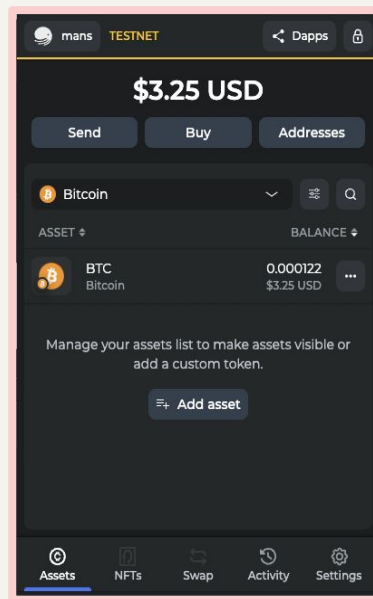 mans TESTNET Dapps
$3.25 USD
Send Buy Addresses
Bitcoin
ASSET BALANCE
BTC 0.000122
Bitcoin $3.25 USD
Manage your assets list to make assets visible or
add a custom token.
Add asset
Assets NFTs Swap Activity Settings